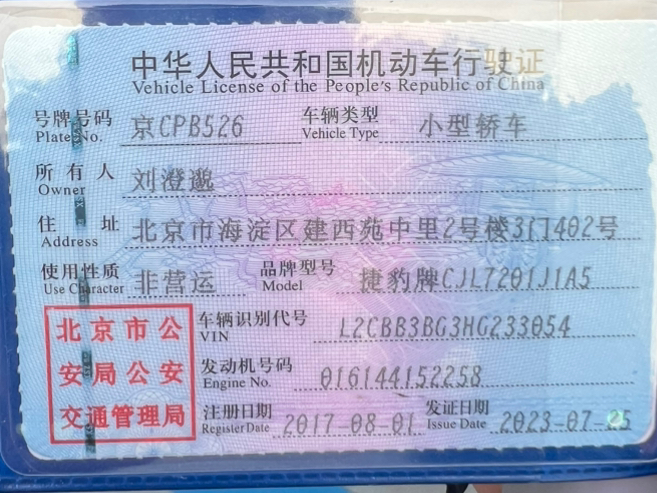 中华人民共和国机动车行驶证
Vehicle License of the People's Republic of China
号牌号码 京CPB526 车辆类型 小型轿车
Plate No. Vehicle Type
所有人 刘澄邈
Owner
住址 北京市海淀区建西苑中里2号楼3门402号
Address
使用性质 非营运 品牌型号 捷豹牌CJL7201J1A5
Use Character Model
北京市公 车辆识别代号 L2CBB3BG3HG233054
VIN
安局公安 发动机号码 016144152258
Engine No.
交通管理局 注册日期 2017-08-01 发证日期 2023-07-25
Register Date Issue Date